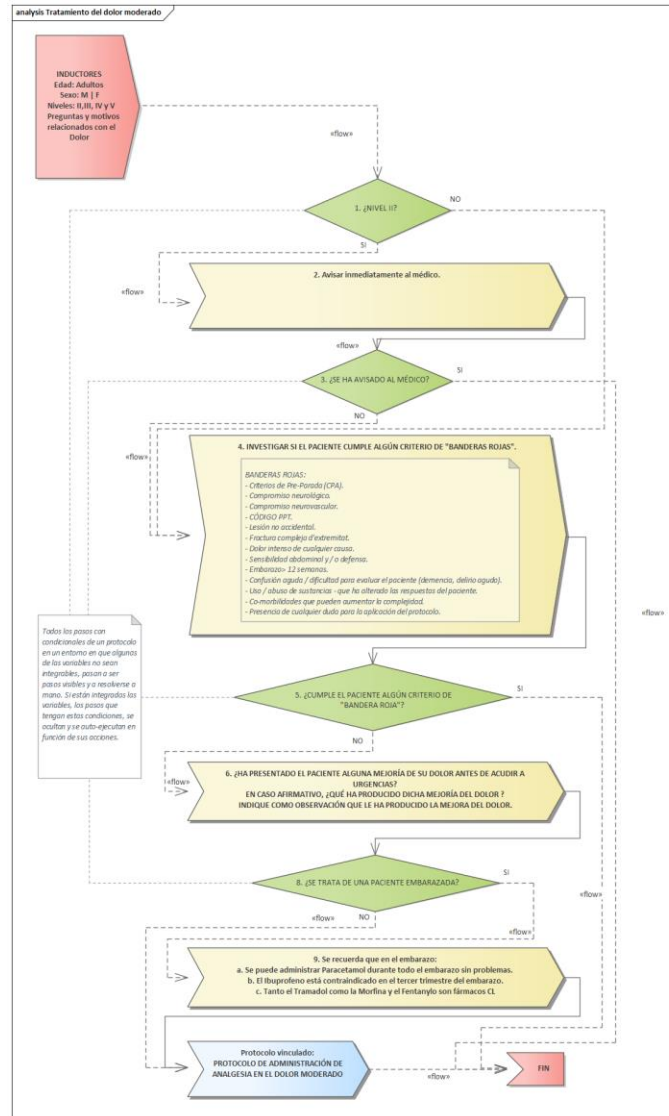 analysis Tratamiento del dolor moderado
INDUCTORES
Edad: Adultos
Sexo: M | F
Niveles: II,III, IV y V
Preguntas y motivos
relacionados con el
Dolor
«flow»
1. ¿NIVEL II?
NO
SI
«flow»
2. Avisar inmediatamente al médico.
«flow»
3. ¿SE HA AVISADO AL MÉDICO?
SI
NO
«flow»
4. INVESTIGAR SI EL PACIENTE CUMPLE ALGÚN CRITERIO DE "BANDERAS ROJAS".
BANDERAS ROJAS:
- Criterios de Pre-Parada (CPA).
- Compromiso neurológico.
- Compromiso neurovascular.
- CÓDIGO PPT.
- Lesión no accidental.
- Fractura compleja d'extremitat.
- Dolor intenso de cualquier causa.
- Sensibilidad abdominal y / o defensa.
- Embarazo> 12 semanas.
- Confusión aguda / dificultad para evaluar el paciente (demencia, delirio agudo).
- Uso / abuso de sustancias - que ha alterado las respuestas del paciente.
- Co-morbilidades que pueden aumentar la complejidad.
- Presencia de cualquier duda para la aplicación del protocolo.
«flow»
«flow»
Todos los pasos con
condicionales de un protocolo
en un entorno en que algunas
de las variables no sean
integrables, pasan a ser
pasos visibles y a resolverse a
mano. Si están integradas las
variables, los pasos que
tengan estas condiciones, se
ocultan y se auto-ejecutan en
función de sus acciones.
5. ¿CUMPLE EL PACIENTE ALGÚN CRITERIO DE
"BANDERA ROJA"?
SI
NO
«flow»
6. ¿HA PRESENTADO EL PACIENTE ALGUNA MEJORÍA DE SU DOLOR ANTES DE ACUDIR A
URGENCIAS?
EN CASO AFIRMATIVO, ¿QUÉ HA PRODUCIDO DICHA MEJORÍA DEL DOLOR ?
INDIQUE COMO OBSERVACIÓN QUE LE HA PRODUCIDO LA MEJORA DEL DOLOR.
«flow»
8. ¿SE TRATA DE UNA PACIENTE EMBARAZADA?
SI
NO
«flow»
«flow»
9. Se recuerda que en el embarazo:
a. Se puede administrar Paracetamol durante todo el embarazo sin problemas.
b. El Ibuprofeno está contraindicado en el tercer trimestre del embarazo.
c. Tanto el Tramadol como la Morfina y el Fentanylo son fármacos CL
Protocolo vinculado:
PROTOCOLO DE ADMINISTRACIÓN DE
ANALGESIA EN EL DOLOR MODERADO
«flow»
FIN